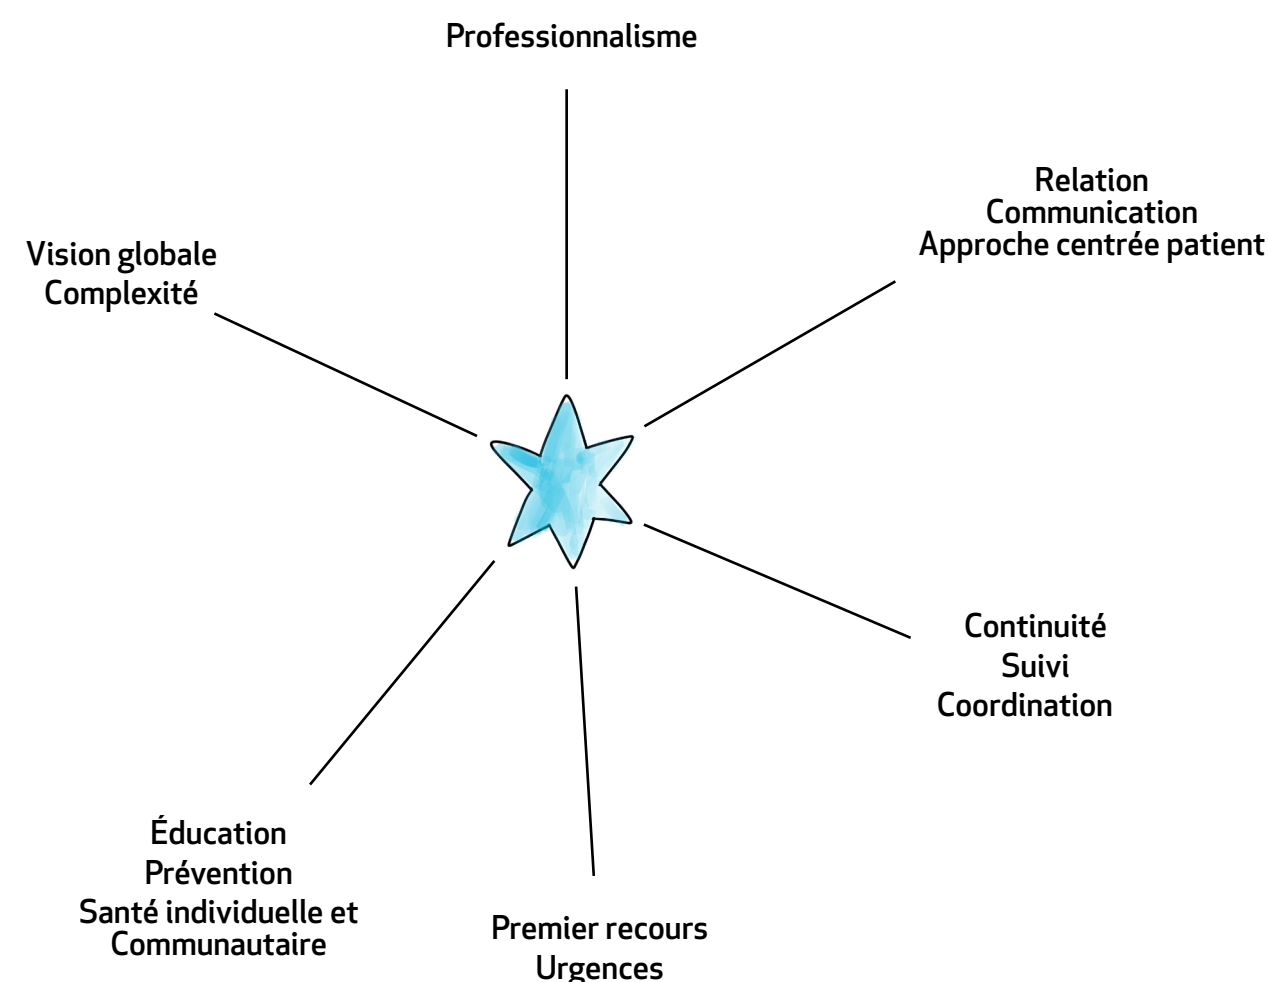 Professionnalisme
Relation
Communication
Approche centrée patient
Vision globale
Complexité
Continuité
Suivi
Coordination
Éducation
Prévention
Santé individuelle et
Communautaire
Premier recours
Urgences